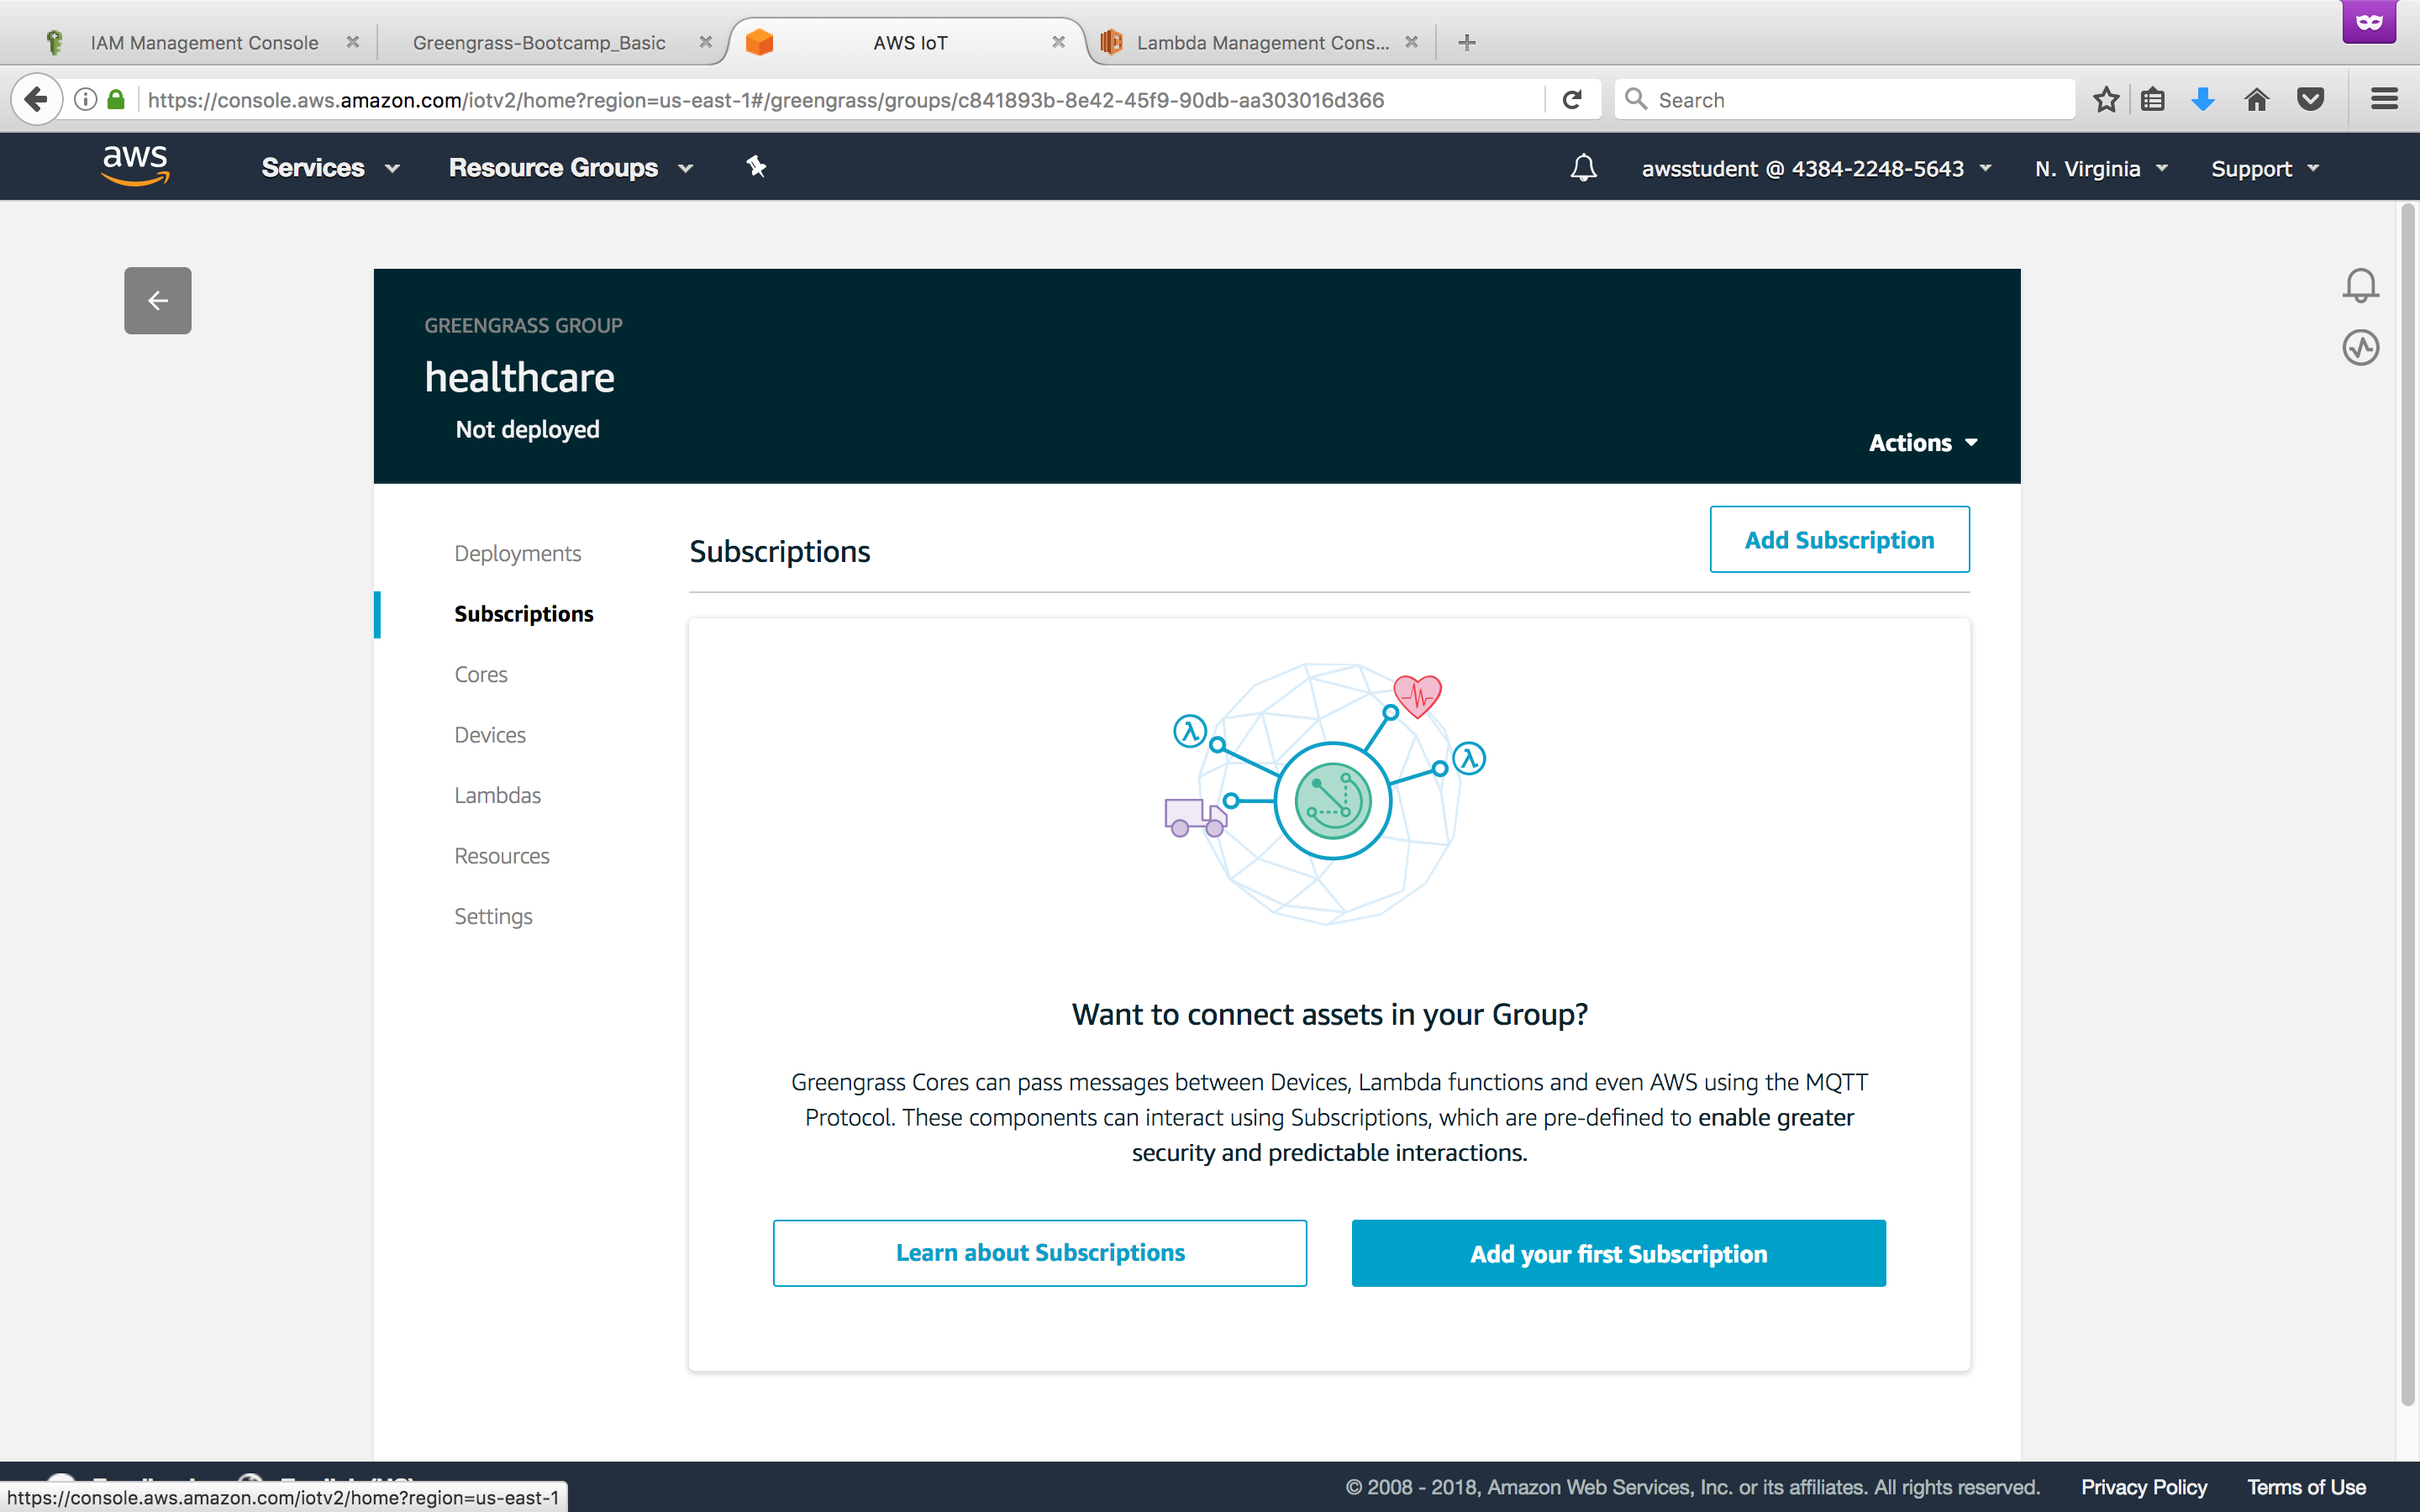 IAM Management Console
Greengrass-Bootcamp_Basic
AWS IoT
Lambda Management Cons...
https://console.aws.amazon.com/iotv2/home?region=us-east-1#/greengrass/groups/c841893b-8e42-45f9-90db-aa303016d366
Search
aws
Services
Resource Groups
awsstudent @ 4384-2248-5643
N. Virginia
Support
GREENGRASS GROUP
healthcare
Not deployed
Actions
Deployments
Subscriptions
Cores
Devices
Lambdas
Resources
Settings
Subscriptions
Add Subscription
Want to connect assets in your Group?
Greengrass Cores can pass messages between Devices, Lambda functions and even AWS using the MQTT
Protocol. These components can interact using Subscriptions, which are pre-defined to enable greater
security and predictable interactions.
Learn about Subscriptions
Add your first Subscription
https://console.aws.amazon.com/iotv2/home?region=us-east-1
© 2008 - 2018, Amazon Web Services, Inc. or its affiliates. All rights reserved.
Privacy Policy
Terms of Use